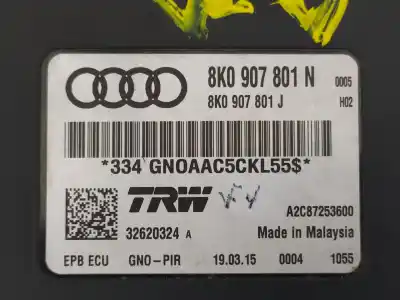 8K0 907 801 N 0005
8K0 907 801 J H02
*334 GN0AAC5CKL55$*
TRW
A2C87253600
32620324 A Made in Malaysia
EPB ECU GNO-PIR 19.03.15 0004 1055